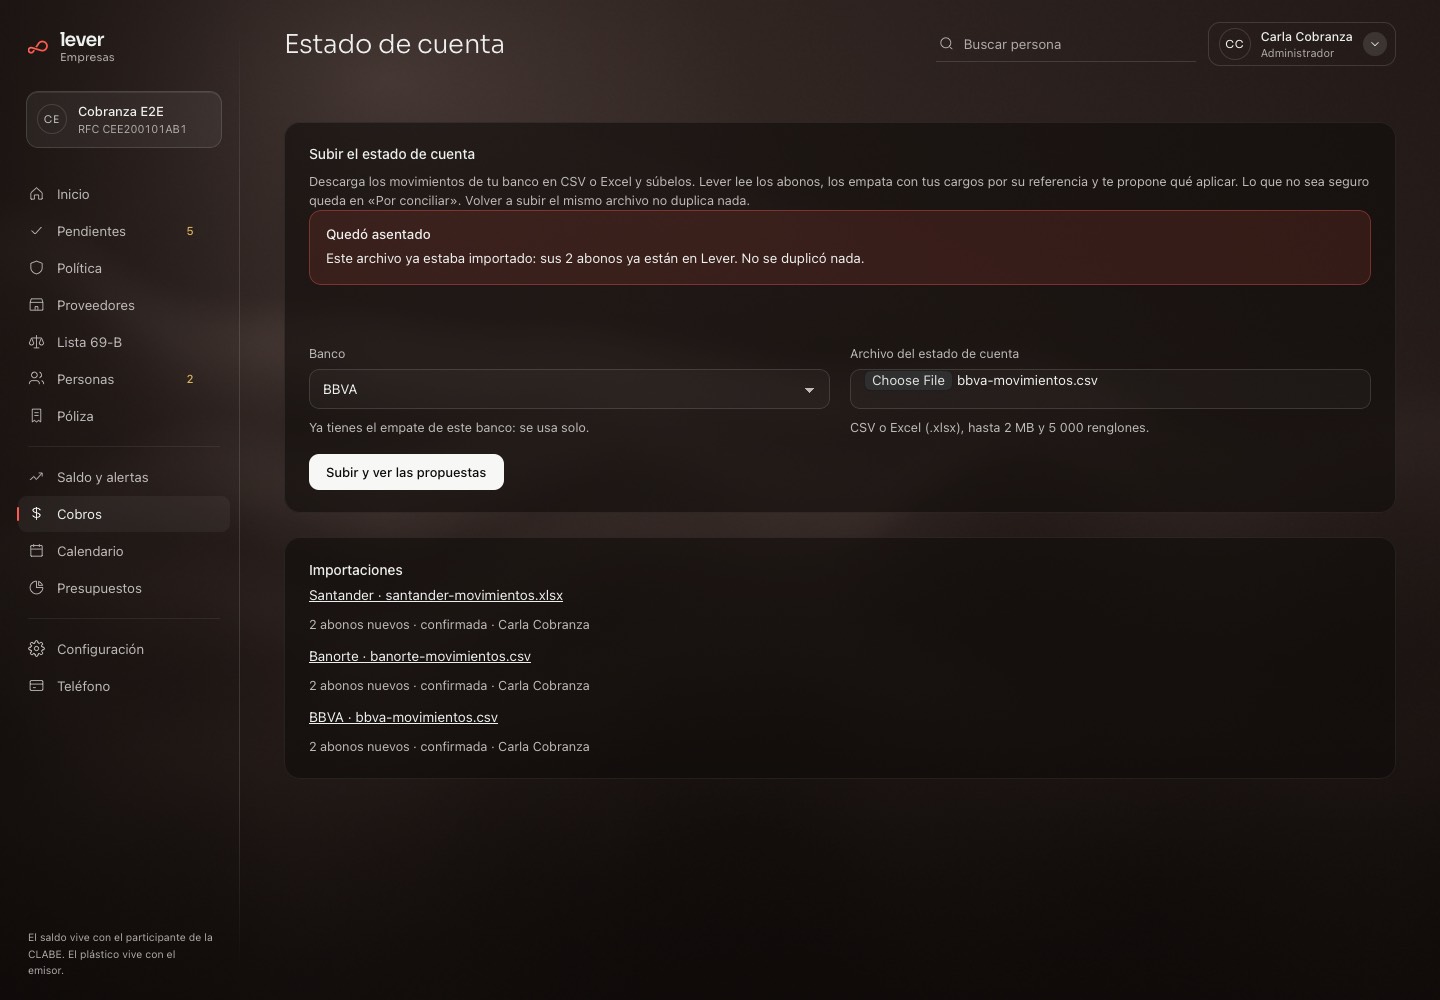 lever
Empresas
CE
Cobranza E2E
RFC CEE200101AB1
Inicio
Pendientes 5
Política
Proveedores
Lista 69-B
Personas 2
Póliza
Saldo y alertas
Cobros
Calendario
Presupuestos
Configuración
Teléfono
El saldo vive con el participante de la
CLABE. El plástico vive con el
emisor.
Estado de cuenta
Buscar persona
CC
Carla Cobranza
Administrador
Subir el estado de cuenta
Descarga los movimientos de tu banco en CSV o Excel y súbelos. Lever lee los abonos, los empata con tus cargos por su referencia y te propone qué aplicar. Lo que no sea seguro
queda en «Por conciliar». Volver a subir el mismo archivo no duplica nada.
Quedó asentado
Este archivo ya estaba importado: sus 2 abonos ya están en Lever. No se duplicó nada.
Banco
BBVA
Ya tienes el empate de este banco: se usa solo.
Archivo del estado de cuenta
Choose File bbva-movimientos.csv
CSV o Excel (.xlsx), hasta 2 MB y 5 000 renglones.
Subir y ver las propuestas
Importaciones
Santander · santander-movimientos.xlsx
2 abonos nuevos · confirmada · Carla Cobranza
Banorte · banorte-movimientos.csv
2 abonos nuevos · confirmada · Carla Cobranza
BBVA · bbva-movimientos.csv
2 abonos nuevos · confirmada · Carla Cobranza